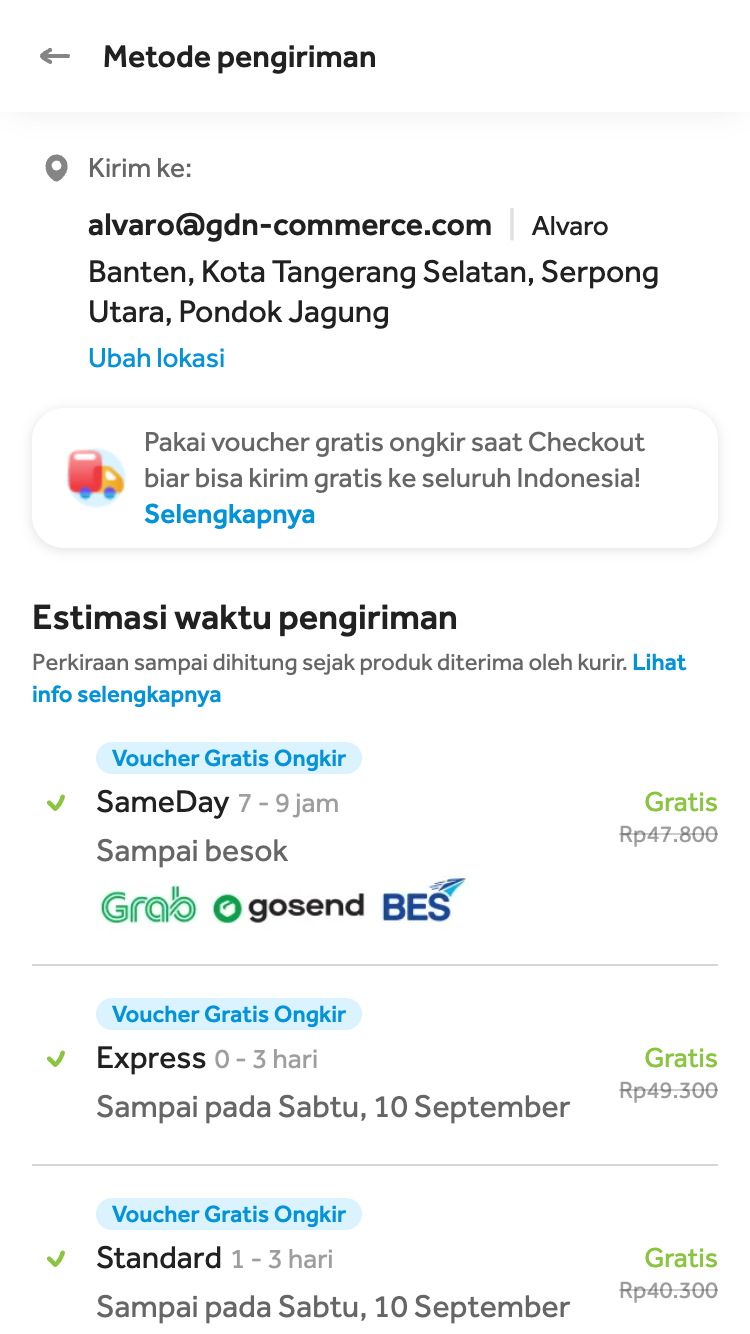 Metode pengiriman
Kirim ke:
alvaro@gdn-commerce.com | Alvaro
Banten, Kota Tangerang Selatan, Serpong
Utara, Pondok Jagung
Ubah lokasi
Pakai voucher gratis ongkir saat Checkout
biar bisa kirim gratis ke seluruh Indonesia!
Selengkapnya
Estimasi waktu pengiriman
Perkiraan sampai dihitung sejak produk diterima oleh kurir. Lihat
info selengkapnya
Voucher Gratis Ongkir
SameDay 7 - 9 jam Gratis
Rp47.800
Sampai besok
Grab gosend BES
Voucher Gratis Ongkir
Express 0 - 3 hari Gratis
Rp49.300
Sampai pada Sabtu, 10 September
Voucher Gratis Ongkir
Standard 1 - 3 hari Gratis
Rp40.300
Sampai pada Sabtu, 10 September